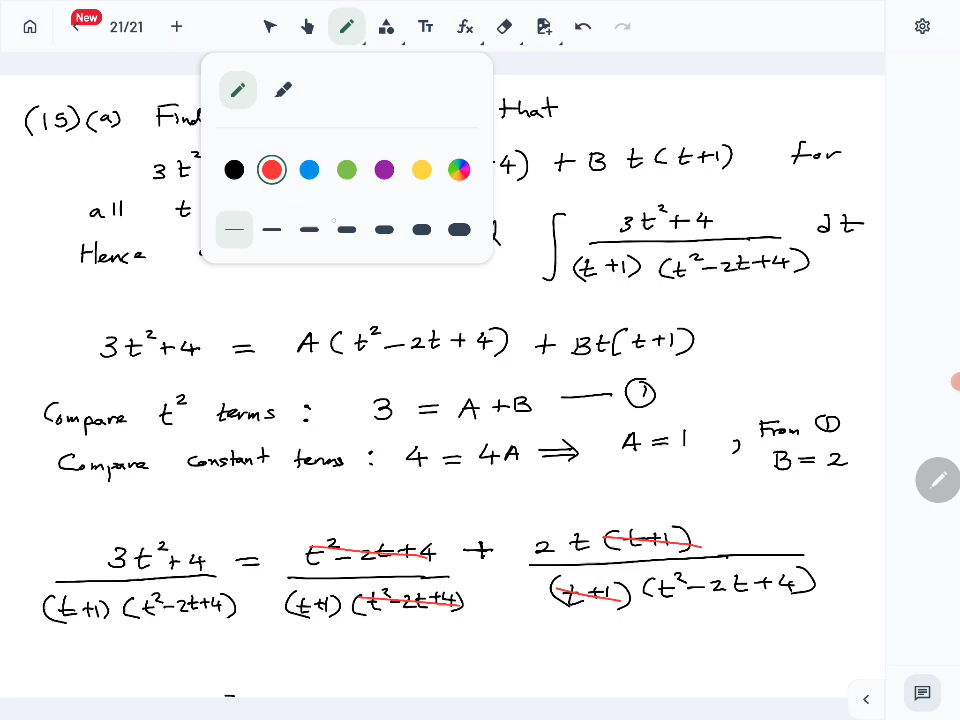 New
21/21
Tт
fx
(15)(a) Find that
3t² 4) + B t(t+1) for
all t ∫ (3t²+4)/((t+1)(t²−2t+4)) dt
Hence
3t²+4 = A(t²−2t+4) + Bt(t+1)
Compare t² terms : 3 = A+B —— ①
Compare constant terms : 4 = 4A ⟹ A = 1 , From ① B = 2
(3t²+4)/((t+1)(t²−2t+4)) = (t²−2t+4)/((t+1)(t²−2t+4)) + (2t(t+1))/((t+1)(t²−2t+4))